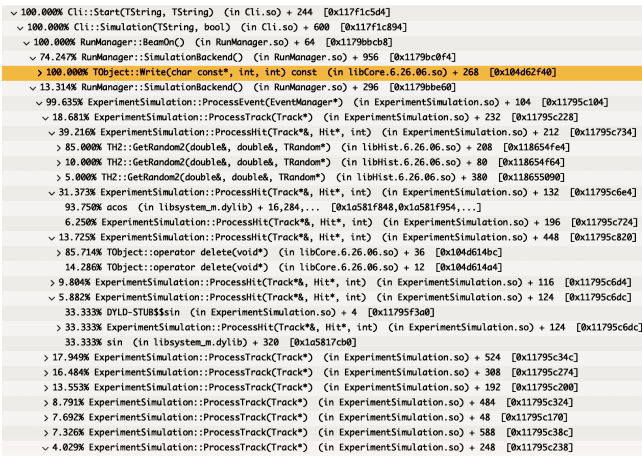 100.000% Cli::Start(TString, TString) (in Cli.so) + 244 [0x117f1c5d4]
100.000% Cli::Simulation(TString, bool) (in Cli.so) + 600 [0x117f1c894]
100.000% RunManager::BeamOn() (in RunManager.so) + 64 [0x1179bbcb8]
74.247% RunManager::SimulationBackend() (in RunManager.so) + 956 [0x1179bc0f4]
100.000% TObject::Write(char const*, int, int) const (in libCore.6.26.06.so) + 268 [0x104d62f40]
13.314% RunManager::SimulationBackend() (in RunManager.so) + 296 [0x1179bbe60]
99.635% ExperimentSimulation::ProcessEvent(EventManager*) (in ExperimentSimulation.so) + 104 [0x11795c104]
18.681% ExperimentSimulation::ProcessTrack(Track*) (in ExperimentSimulation.so) + 232 [0x11795c228]
39.216% ExperimentSimulation::ProcessHit(Track*&, Hit*, int) (in ExperimentSimulation.so) + 212 [0x11795c734]
85.000% TH2::GetRandom2(double&, double&, TRandom*) (in libHist.6.26.06.so) + 208 [0x118654fe4]
10.000% TH2::GetRandom2(double&, double&, TRandom*) (in libHist.6.26.06.so) + 80 [0x118654f64]
5.000% TH2::GetRandom2(double&, double&, TRandom*) (in libHist.6.26.06.so) + 380 [0x118655090]
31.373% ExperimentSimulation::ProcessHit(Track*&, Hit*, int) (in ExperimentSimulation.so) + 132 [0x11795c6e4]
93.750% acos (in libsystem_m.dylib) + 16,284,... [0x1a581f848,0x1a581f954,...]
6.250% ExperimentSimulation::ProcessHit(Track*&, Hit*, int) (in ExperimentSimulation.so) + 196 [0x11795c724]
13.725% ExperimentSimulation::ProcessHit(Track*&, Hit*, int) (in ExperimentSimulation.so) + 448 [0x11795c820]
85.714% TObject::operator delete(void*) (in libCore.6.26.06.so) + 36 [0x104d614bc]
14.286% TObject::operator delete(void*) (in libCore.6.26.06.so) + 12 [0x104d614a4]
9.804% ExperimentSimulation::ProcessHit(Track*&, Hit*, int) (in ExperimentSimulation.so) + 116 [0x11795c6d4]
5.882% ExperimentSimulation::ProcessHit(Track*&, Hit*, int) (in ExperimentSimulation.so) + 124 [0x11795c6dc]
33.333% DYLD-STUB$$sin (in ExperimentSimulation.so) + 4 [0x11795f3a0]
33.333% ExperimentSimulation::ProcessHit(Track*&, Hit*, int) (in ExperimentSimulation.so) + 124 [0x11795c6dc]
33.333% sin (in libsystem_m.dylib) + 320 [0x1a5817cb0]
17.949% ExperimentSimulation::ProcessTrack(Track*) (in ExperimentSimulation.so) + 524 [0x11795c34c]
16.484% ExperimentSimulation::ProcessTrack(Track*) (in ExperimentSimulation.so) + 308 [0x11795c274]
13.553% ExperimentSimulation::ProcessTrack(Track*) (in ExperimentSimulation.so) + 192 [0x11795c200]
8.791% ExperimentSimulation::ProcessTrack(Track*) (in ExperimentSimulation.so) + 484 [0x11795c324]
7.692% ExperimentSimulation::ProcessTrack(Track*) (in ExperimentSimulation.so) + 48 [0x11795c170]
7.326% ExperimentSimulation::ProcessTrack(Track*) (in ExperimentSimulation.so) + 588 [0x11795c38c]
4.029% ExperimentSimulation::ProcessTrack(Track*) (in ExperimentSimulation.so) + 248 [0x11795c238]